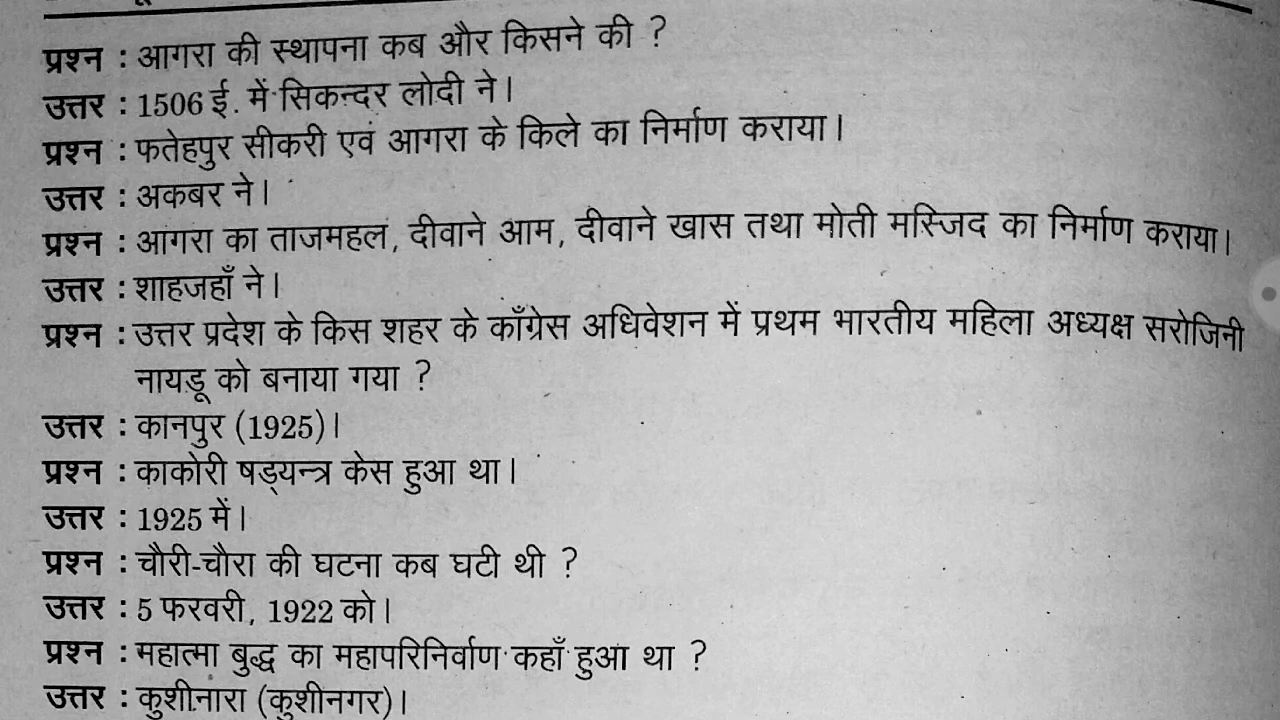 प्रश्न : आगरा की स्थापना कब और किसने की ?
उत्तर : 1506 ई. में सिकन्दर लोदी ने।
प्रश्न : फतेहपुर सीकरी एवं आगरा के किले का निर्माण कराया।
उत्तर : अकबर ने।
प्रश्न : आगरा का ताजमहल, दीवाने आम, दीवाने खास तथा मोती मस्जिद का निर्माण कराया।
उत्तर : शाहजहाँ ने।
प्रश्न : उत्तर प्रदेश के किस शहर के काँग्रेस अधिवेशन में प्रथम भारतीय महिला अध्यक्ष सरोजिनी
नायडू को बनाया गया ?
उत्तर : कानपुर (1925)।
प्रश्न : काकोरी षड्यन्त्र केस हुआ था।
उत्तर : 1925 में।
प्रश्न : चौरी-चौरा की घटना कब घटी थी ?
उत्तर : 5 फरवरी, 1922 को।
प्रश्न : महात्मा बुद्ध का महापरिनिर्वाण कहाँ हुआ था ?
उत्तर : कुशीनारा (कुशीनगर)।